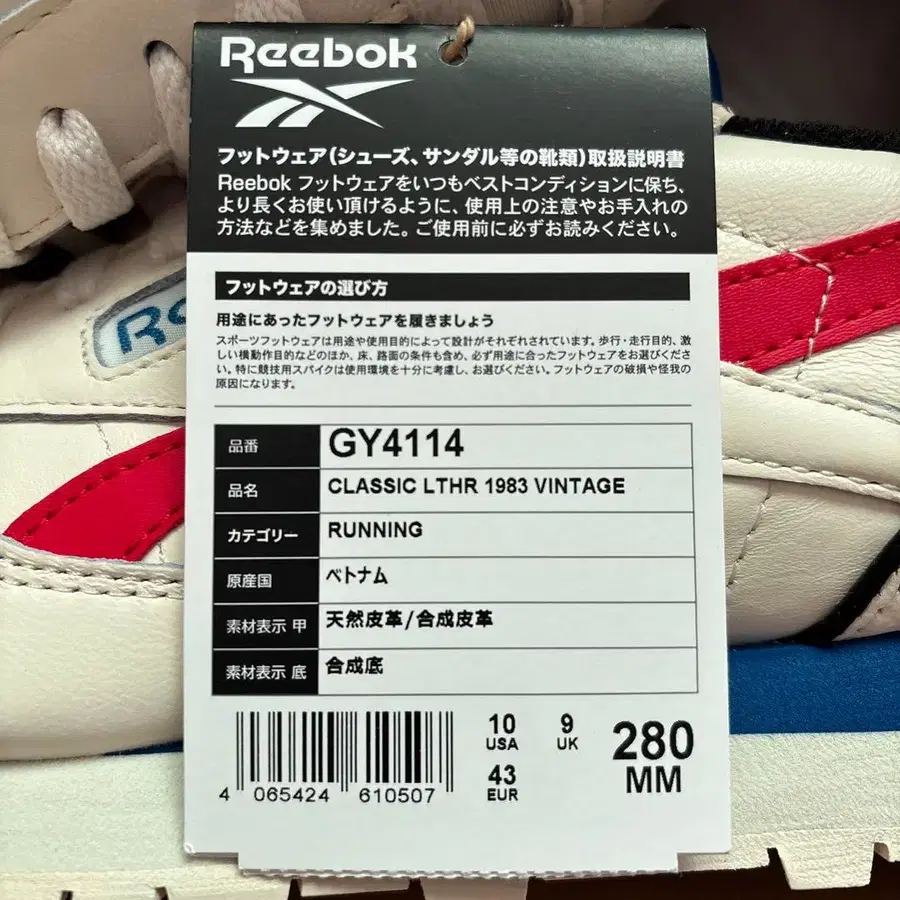 Reebok
フットウェア(シューズ、サンダル等の靴類)取扱説明書
Reebok フットウェアをいつもベストコンディションに保ち、
より長くお使い頂けるように、使用上の注意やお手入れの
方法などを集めました。ご使用前に必ずお読みください。
フットウェアの選び方
用途にあったフットウェアを履きましょう
スポーツフットウェアは用途や使用目的によって設計がそれぞれされています。歩行・走行目的、激
しい横動作目的などのほか、床、路面の条件も含め、必ず用途に合ったフットウェアをお選びくださ
い。特に競技用スパイクは使用環境を十分に考慮し、お選びください。フットウェアの破損や怪我の
原因になります。
品番 GY4114
品名 CLASSIC LTHR 1983 VINTAGE
カテゴリー RUNNING
原産国 ベトナム
素材表示 甲 天然皮革/合成皮革
素材表示 底 合成底
10 USA 9 UK
43 EUR
280 MM
4 065424 610507